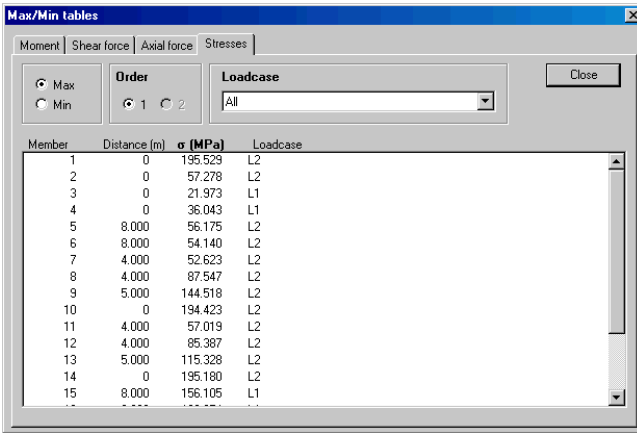 Max/Min tables
Moment Shear force Axial force Stresses
Max
Min
Order
1 2
Loadcase
All
Close
Member Distance (m) σ (MPa) Loadcase
1 0 195.529 L2
2 0 57.278 L2
3 0 21.973 L1
4 0 36.043 L1
5 8.000 56.175 L2
6 8.000 54.140 L2
7 4.000 52.623 L2
8 4.000 87.547 L2
9 5.000 144.518 L2
10 0 194.423 L2
11 4.000 57.019 L2
12 4.000 85.387 L2
13 5.000 115.328 L2
14 0 195.180 L2
15 8.000 156.105 L1